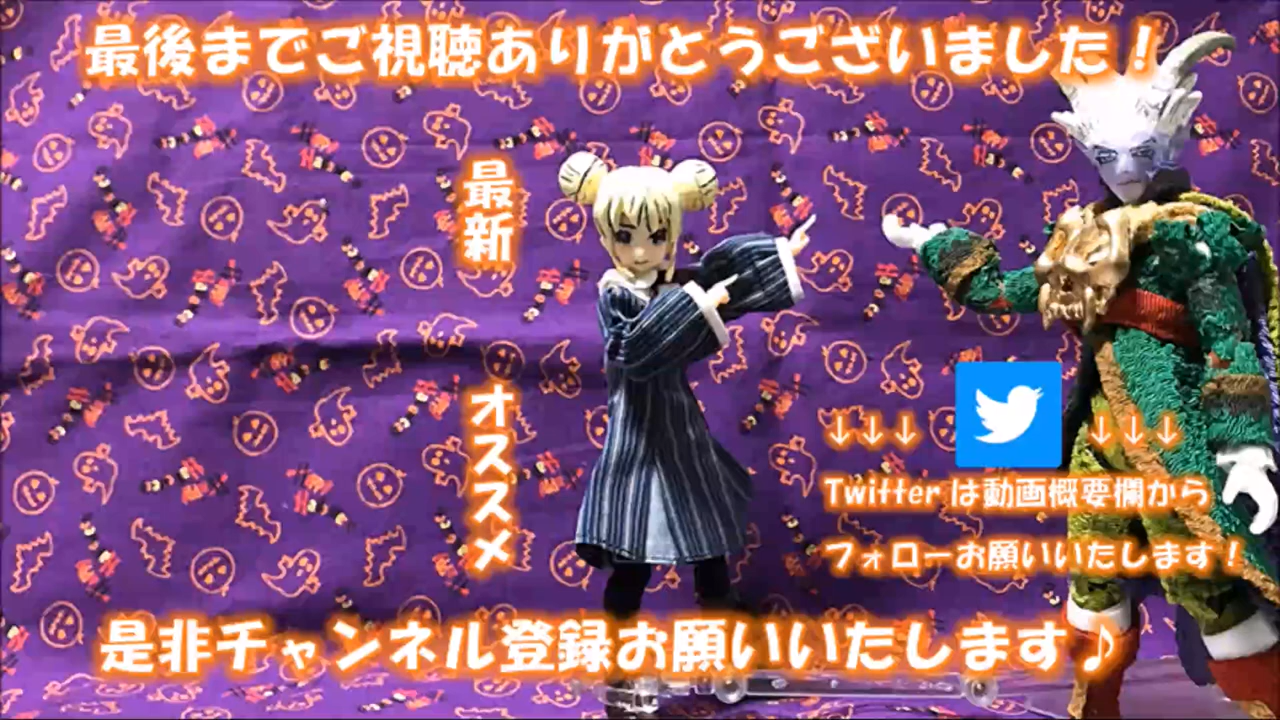 最後までご視聴ありがとうございました!
最新
オススメ
↓↓↓ ↓↓↓
Twitterは動画概要欄から
フォローお願いいたします!
是非チャンネル登録お願いいたします♪